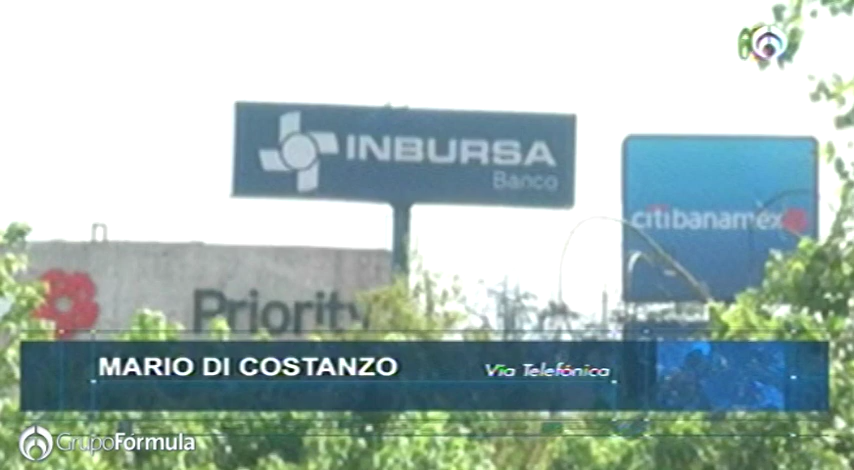 INBURSA
Banco
citibanamex
Priority
MARIO DI COSTANZO
Vía Telefónica
GrupoFórmula